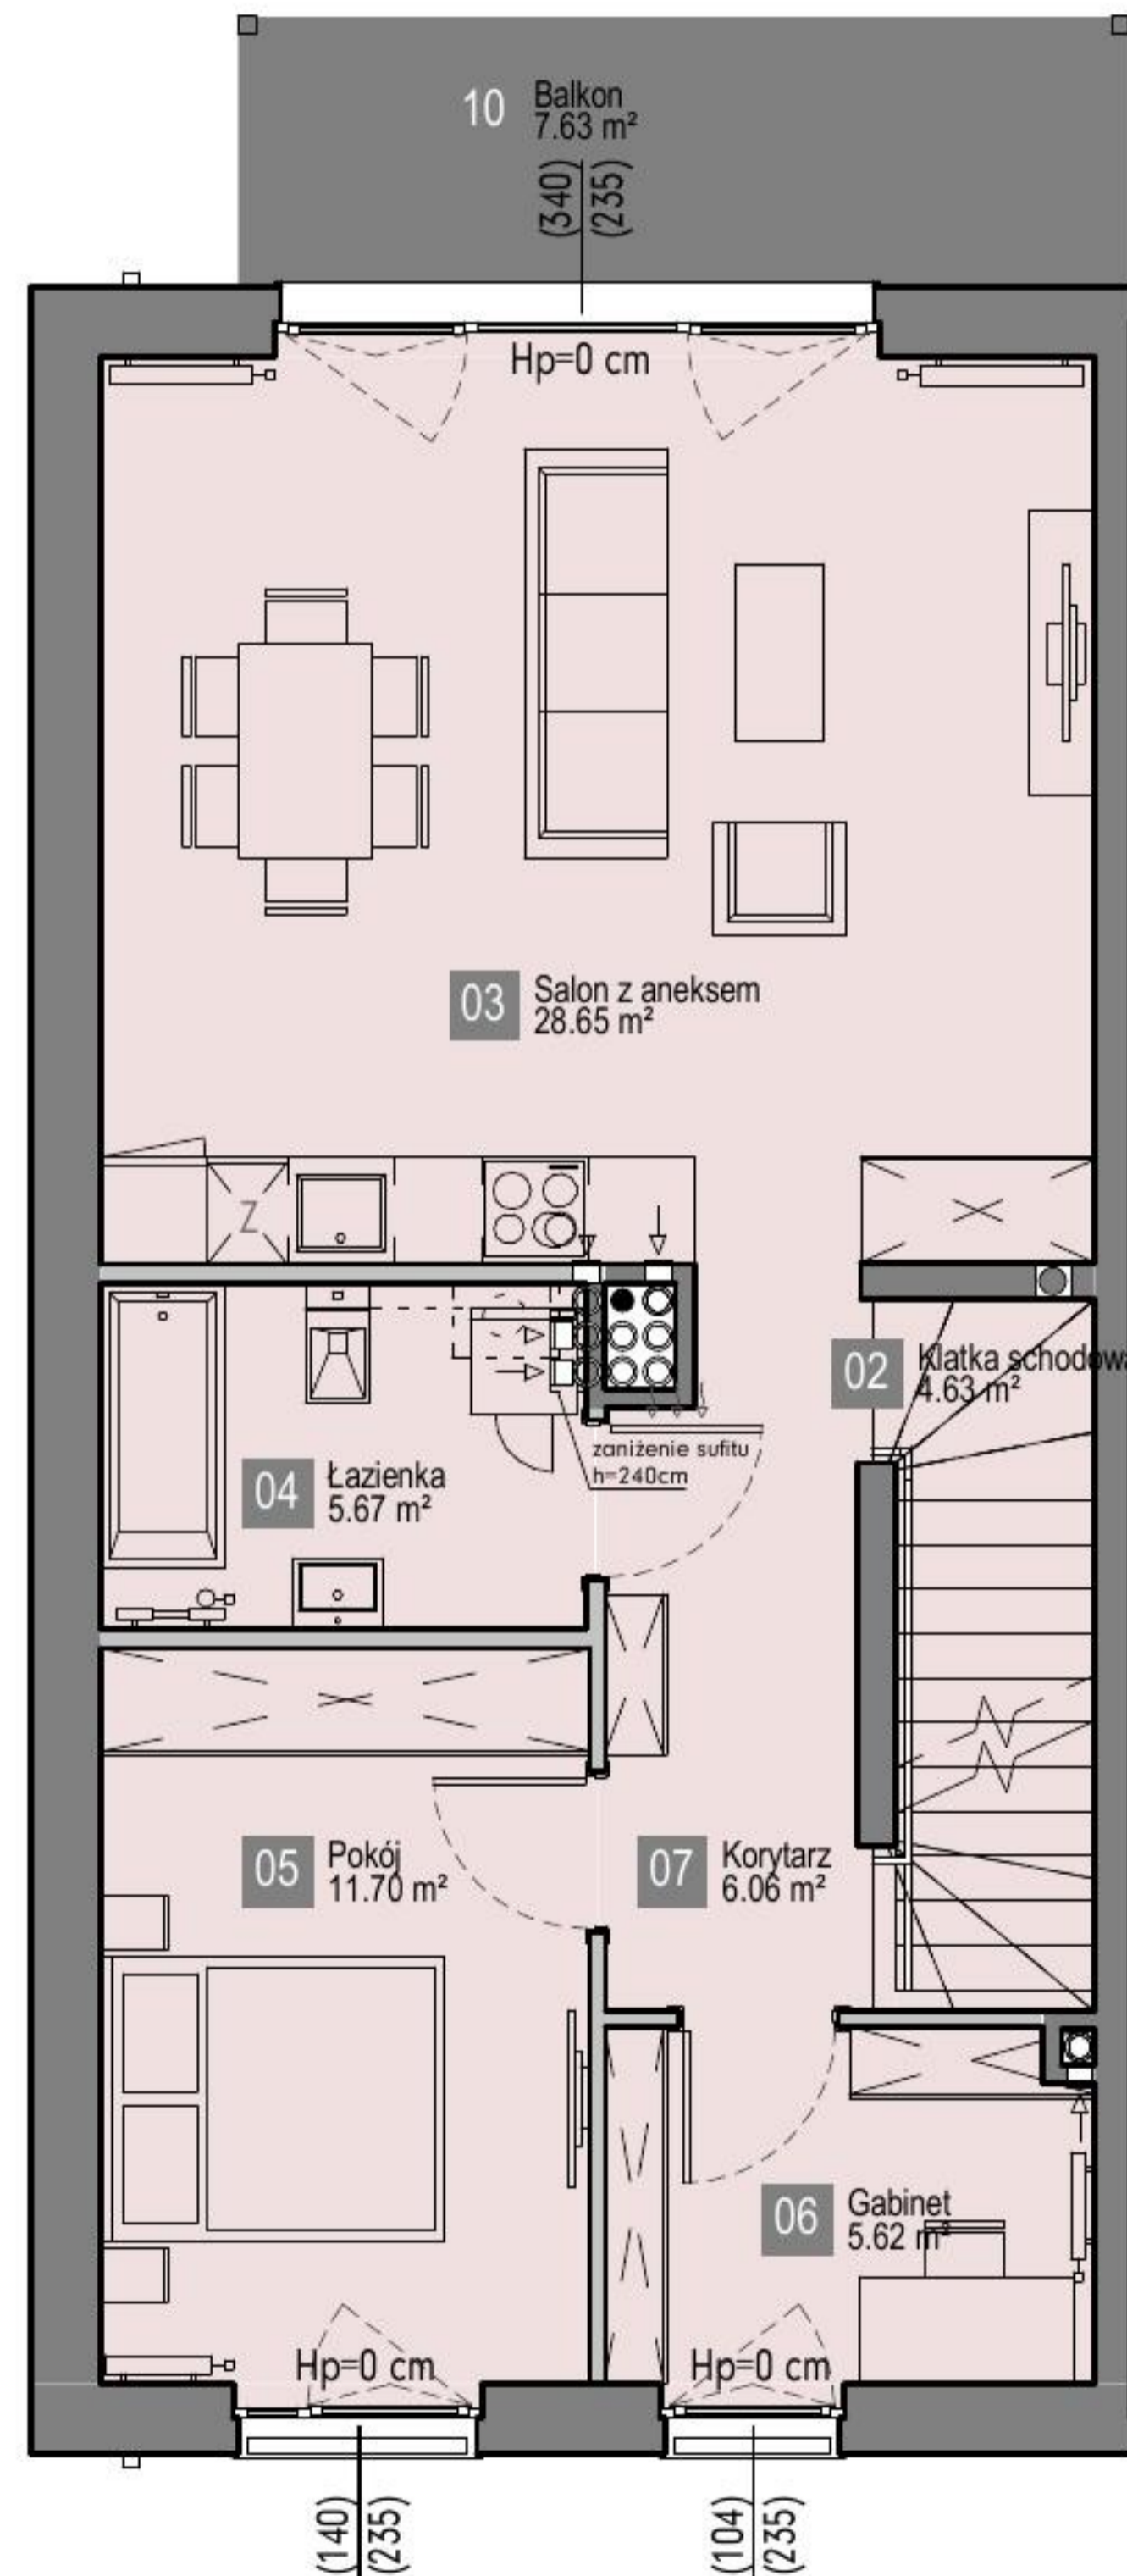 10 Balkon
7.63 m²
(340)
(235)
Hp=0 cm
03 Salon z aneksem
28.65 m²
Z
02 Klatka schodowa
4.63 m²
zaniżenie sufitu
h=240cm
04 Łazienka
5.67 m²
05 Pokój
11.70 m²
07 Korytarz
6.06 m²
06 Gabinet
5.62 m²
Hp=0 cm
Hp=0 cm
(140)
(235)
(104)
(235)